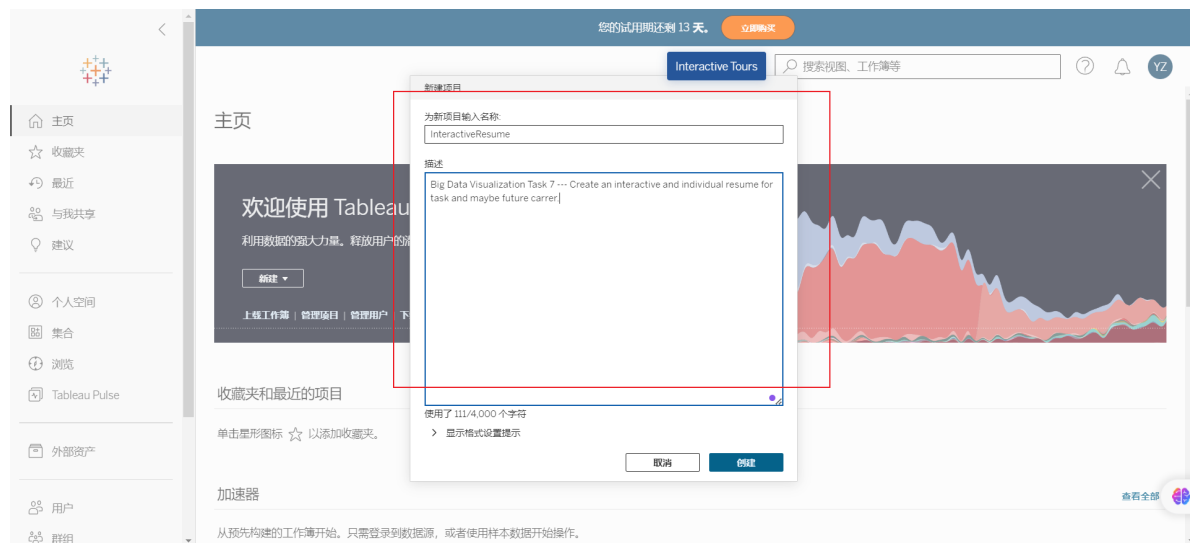 您的试用期还剩 13 天。 立即购买
Interactive Tours
搜索视图、工作簿等
YZ
主页
收藏夹
最近
与我共享
建议
个人空间
集合
浏览
Tableau Pulse
外部资产
用户
群组
主页
欢迎使用 Tableau
利用数据的强大力量。释放用户的潜
新建
上载工作簿 | 管理项目 | 管理用户 | 下
新建项目
为新项目输入名称:
InteractiveResume
描述
Big Data Visualization Task 7 --- Create an interactive and individual resume for
task and maybe future carrer.
使用了 111/4,000 个字符
显示格式设置提示
取消 创建
收藏夹和最近的项目
单击星形图标 以添加收藏夹。
加速器
查看全部
从预先构建的工作簿开始。只需登录到数据源，或者使用样本数据开始操作。